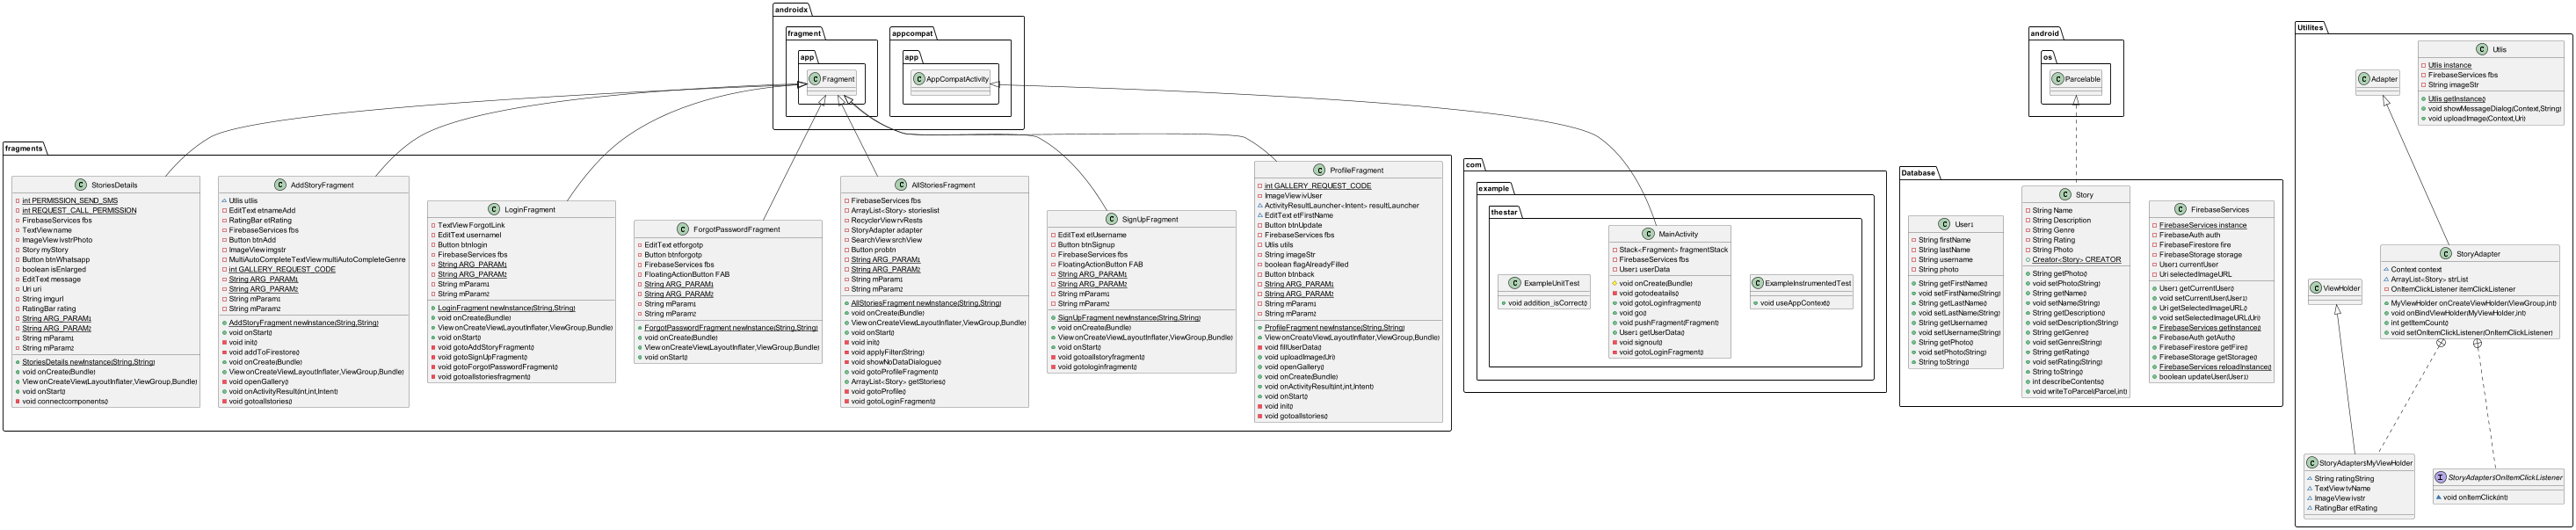 androidx
fragment
app
Fragment
appcompat
app
AppCompatActivity
android
os
Parcelable
fragments
StoriesDetails
int PERMISSION_SEND_SMS
int REQUEST_CALL_PERMISSION
FirebaseServices fbs
TextView name
ImageView ivstrPhoto
Story myStory
Button btnWhatsapp
boolean isEnlarged
EditText message
Uri uri
String imgurl
RatingBar rating
String ARG_PARAM1
String ARG_PARAM2
String mParam1
String mParam2
StoriesDetails newInstance(String,String)
void onCreate(Bundle)
View onCreateView(LayoutInflater,ViewGroup,Bundle)
void onStart()
void connectcomponents()
AddStoryFragment
Utlis utlis
EditText etnameAdd
RatingBar etRating
FirebaseServices fbs
Button btnAdd
ImageView imgstr
MultiAutoCompleteTextView multiAutoCompleteGenre
int GALLERY_REQUEST_CODE
String ARG_PARAM1
String ARG_PARAM2
String mParam1
String mParam2
AddStoryFragment newInstance(String,String)
void onStart()
void init()
void addToFirestore()
void onCreate(Bundle)
View onCreateView(LayoutInflater,ViewGroup,Bundle)
void openGallery()
void onActivityResult(int,int,Intent)
void gotoallstories()
LoginFragment
TextView ForgotLink
EditText usernamel
Button btnlogin
FirebaseServices fbs
String ARG_PARAM1
String ARG_PARAM2
String mParam1
String mParam2
LoginFragment newInstance(String,String)
void onCreate(Bundle)
View onCreateView(LayoutInflater,ViewGroup,Bundle)
void onStart()
void gotoAddStoryFragment()
void gotoSignUpFragment()
void gotoForgotPasswordFragment()
void gotoallstoriesfragment()
ForgotPasswordFragment
EditText etforgotp
Button btnforgotp
FirebaseServices fbs
FloatingActionButton FAB
String ARG_PARAM1
String ARG_PARAM2
String mParam1
String mParam2
ForgotPasswordFragment newInstance(String,String)
void onCreate(Bundle)
View onCreateView(LayoutInflater,ViewGroup,Bundle)
void onStart()
AllStoriesFragment
FirebaseServices fbs
ArrayList<Story> storieslist
RecyclerView rvRests
StoryAdapter adapter
SearchView srchView
Button probtn
String ARG_PARAM1
String ARG_PARAM2
String mParam1
String mParam2
AllStoriesFragment newInstance(String,String)
void onCreate(Bundle)
View onCreateView(LayoutInflater,ViewGroup,Bundle)
void onStart()
void init()
void applyFilter(String)
void showNoDataDialogue()
void gotoProfileFragment()
ArrayList<Story> getStories()
void gotoProfile()
void gotoLoginFragment()
SignUpFragment
EditText etUsername
Button btnSignup
FirebaseServices fbs
FloatingActionButton FAB
String ARG_PARAM1
String ARG_PARAM2
String mParam1
String mParam2
SignUpFragment newInstance(String,String)
void onCreate(Bundle)
View onCreateView(LayoutInflater,ViewGroup,Bundle)
void onStart()
void gotoallstoryfragment()
void gotologinfragment()
ProfileFragment
int GALLERY_REQUEST_CODE
ImageView ivUser
ActivityResultLauncher<Intent> resultLauncher
EditText etFirstName
Button btnUpdate
FirebaseServices fbs
Utlis utils
String imageStr
boolean flagAlreadyFilled
Button btnback
String ARG_PARAM1
String ARG_PARAM2
String mParam1
String mParam2
ProfileFragment newInstance(String,String)
View onCreateView(LayoutInflater,ViewGroup,Bundle)
void fillUserData()
void uploadImage(Uri)
void openGallery()
void onCreate(Bundle)
void onActivityResult(int,int,Intent)
void onStart()
void init()
void gotoallstories()
com
example
thestar
ExampleUnitTest
void addition_isCorrect()
MainActivity
Stack<Fragment> fragmentStack
FirebaseServices fbs
User1 userData
void onCreate(Bundle)
void gotodeatails()
void gotoLoginfragment()
void go()
void pushFragment(Fragment)
User1 getUserData()
void signout()
void gotoLoginFragment()
ExampleInstrumentedTest
void useAppContext()
Database
User1
String firstName
String lastName
String username
String photo
String getFirstName()
void setFirstName(String)
String getLastName()
void setLastName(String)
String getUsername()
void setUsername(String)
String getPhoto()
void setPhoto(String)
String toString()
Story
String Name
String Description
String Genre
String Rating
String Photo
Creator<Story> CREATOR
String getPhoto()
void setPhoto(String)
String getName()
void setName(String)
String getDescription()
void setDescription(String)
String getGenre()
void setGenre(String)
String getRating()
void setRating(String)
String toString()
int describeContents()
void writeToParcel(Parcel,int)
FirebaseServices
FirebaseServices instance
FirebaseAuth auth
FirebaseFirestore fire
FirebaseStorage storage
User1 currentUser
Uri selectedImageURL
User1 getCurrentUser()
void setCurrentUser(User1)
Uri getSelectedImageURL()
void setSelectedImageURL(Uri)
FirebaseServices getInstance()
FirebaseAuth getAuth()
FirebaseFirestore getFire()
FirebaseStorage getStorage()
FirebaseServices reloadInstance()
boolean updateUser(User1)
Utilites
Utlis
Utlis instance
FirebaseServices fbs
String imageStr
Utlis getInstance()
void showMessageDialog(Context,String)
void uploadImage(Context,Uri)
Adapter
StoryAdapter
Context context
ArrayList<Story> strList
OnItemClickListener itemClickListener
MyViewHolder onCreateViewHolder(ViewGroup,int)
void onBindViewHolder(MyViewHolder,int)
int getItemCount()
void setOnItemClickListener(OnItemClickListener)
ViewHolder
StoryAdapter$MyViewHolder
String ratingString
TextView tvName
ImageView ivstr
RatingBar etRating
StoryAdapter$OnItemClickListener
void onItemClick(int)